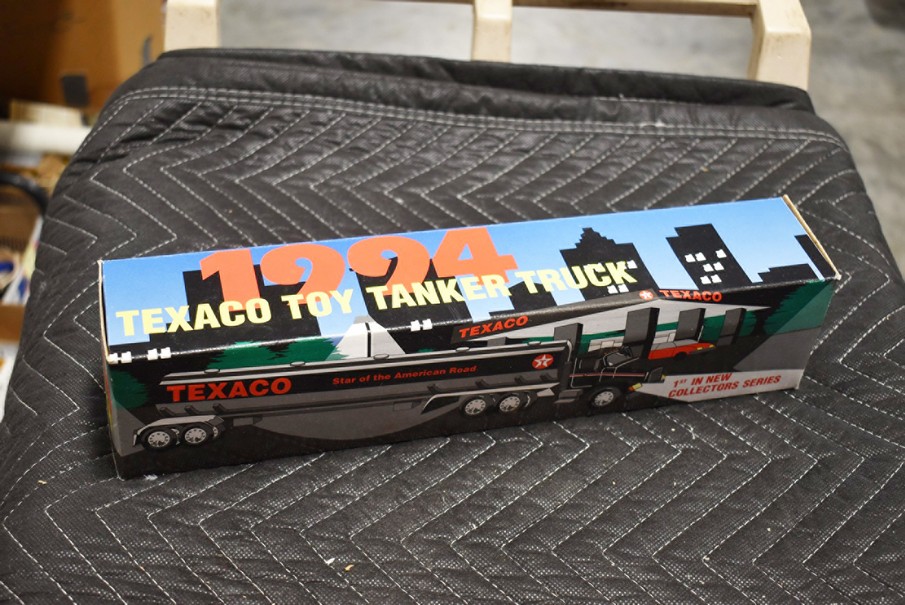 1994
TEXACO TOY TANKER TRUCK
TEXACO
TEXACO
TEXACO
Star of the American Road
1ST IN NEW
COLLECTORS SERIES